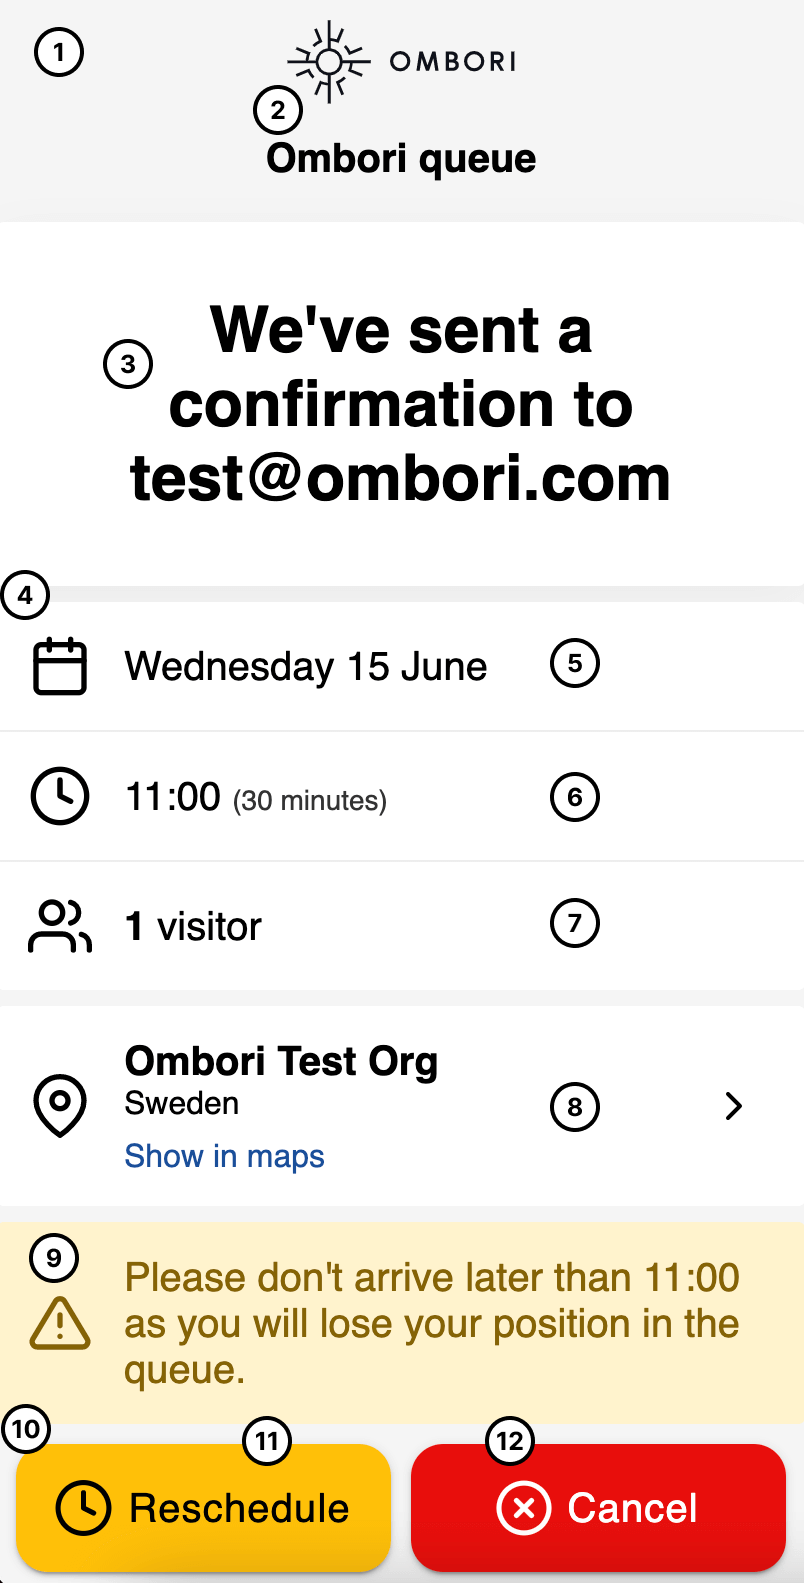 1
OMBORI
2
Ombori queue
We've sent a
3
confirmation to
test@ombori.com
4
Wednesday 15 June 5
11:00 (30 minutes) 6
1 visitor 7
Ombori Test Org
Sweden 8
Show in maps
9
Please don't arrive later than 11:00
as you will lose your position in the
queue.
10 11 12
Reschedule Cancel